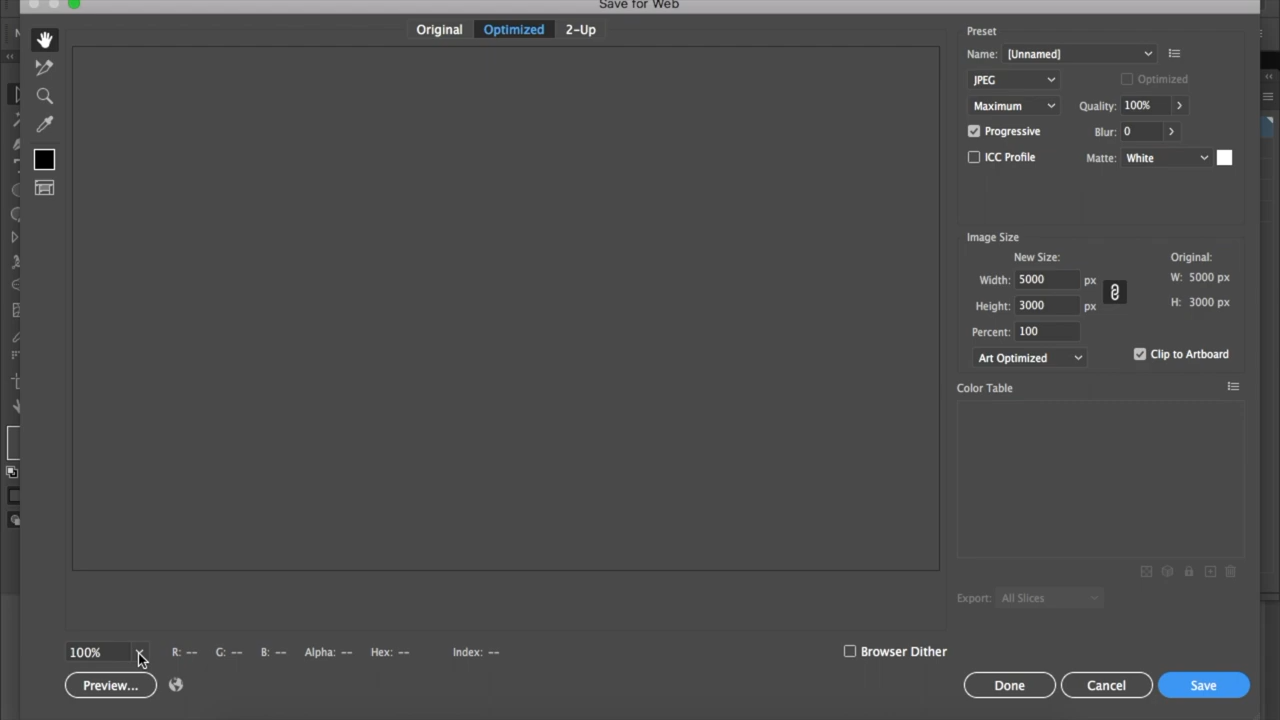 Save for Web
Original Optimized 2-Up
Preset
Name: [Unnamed]
JPEG Optimized
Maximum Quality: 100%
Progressive Blur: 0
ICC Profile Matte: White
Image Size
New Size: Original:
Width: 5000 px W: 5000 px
Height: 3000 px H: 3000 px
Percent: 100
Art Optimized Clip to Artboard
Color Table
Export: All Slices
100% R: -- G: -- B: -- Alpha: -- Hex: -- Index: -- Browser Dither
Preview... Done Cancel Save